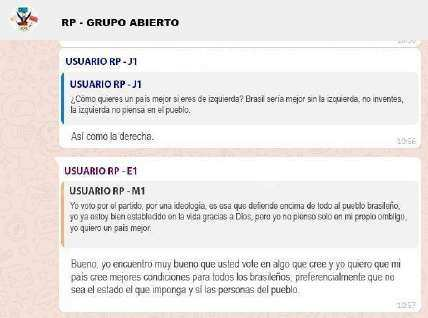 RP - GRUPO ABIERTO
USUARIO RP - J1
USUARIO RP - J1
¿Cómo quieres un país mejor si eres de izquierda? Brasil sería mejor sin la izquierda, no inventes,
la izquierda no piensa en el pueblo.
Así como la derecha.
10:56
USUARIO RP - E1
USUARIO RP - M1
Yo voto por el partido, por una ideología, es esa que defiende encima de todo al pueblo brasileño,
yo ya estoy bien establecido en la vida gracias a Dios, pero yo no pienso solo en mi propio ombligo,
yo quiero un país mejor.
Bueno, yo encuentro muy bueno que usted vote en algo que cree y yo quiero que mi
país cree mejores condiciones para todos los brasileños, preferencialmente que no
sea el estado el que imponga y sí las personas del pueblo.
10:57